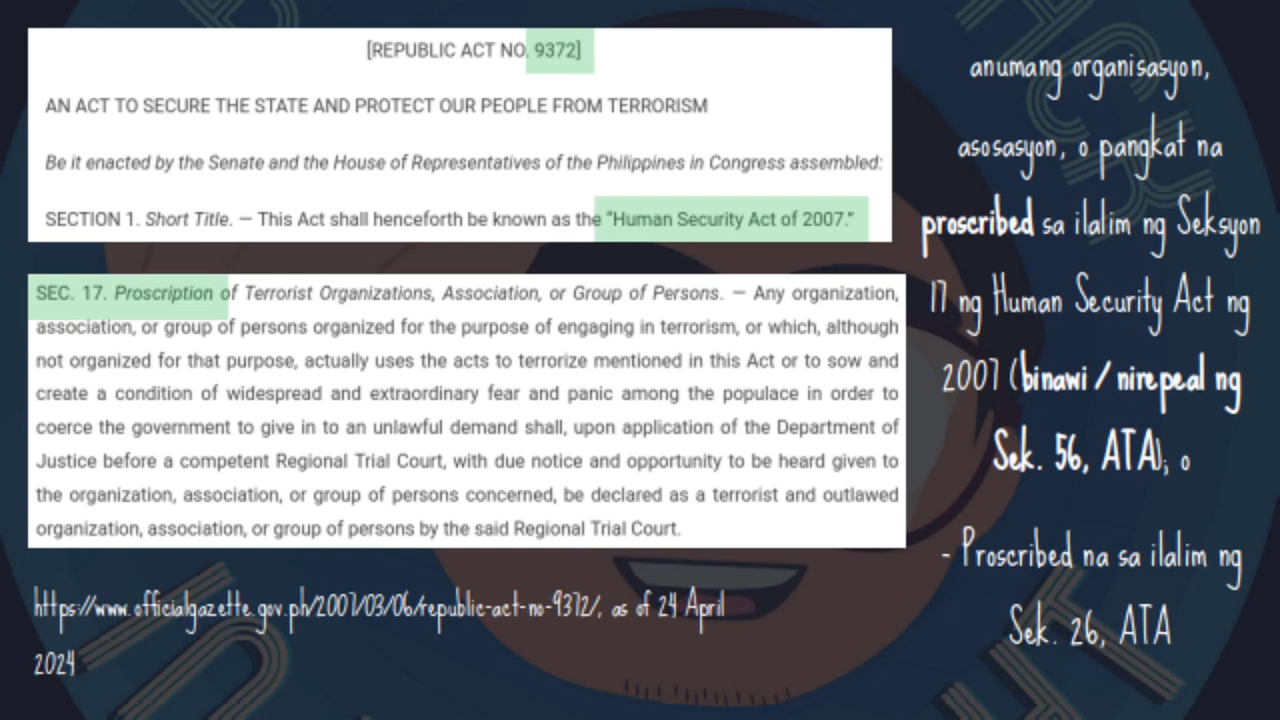 [REPUBLIC ACT NO. 9372]
AN ACT TO SECURE THE STATE AND PROTECT OUR PEOPLE FROM TERRORISM
Be it enacted by the Senate and the House of Representatives of the Philippines in Congress assembled:
SECTION 1. Short Title. — This Act shall henceforth be known as the “Human Security Act of 2007.”
SEC. 17. Proscription of Terrorist Organizations, Association, or Group of Persons. — Any organization,
association, or group of persons organized for the purpose of engaging in terrorism, or which, although
not organized for that purpose, actually uses the acts to terrorize mentioned in this Act or to sow and
create a condition of widespread and extraordinary fear and panic among the populace in order to
coerce the government to give in to an unlawful demand shall, upon application of the Department of
Justice before a competent Regional Trial Court, with due notice and opportunity to be heard given to
the organization, association, or group of persons concerned, be declared as a terrorist and outlawed
organization, association, or group of persons by the said Regional Trial Court.
https://www.officialgazette.gov.ph/2007/03/06/republic-act-no-9372/, as of 24 April
2024
anumang organisasyon,
asosasyon, o pangkat na
proscribed sa ilalim ng Seksyon
17 ng Human Security Act ng
2007 (binawi / nirepeal ng
Sek. 56, ATA); o
- Proscribed na sa ilalim ng
Sek. 26, ATA